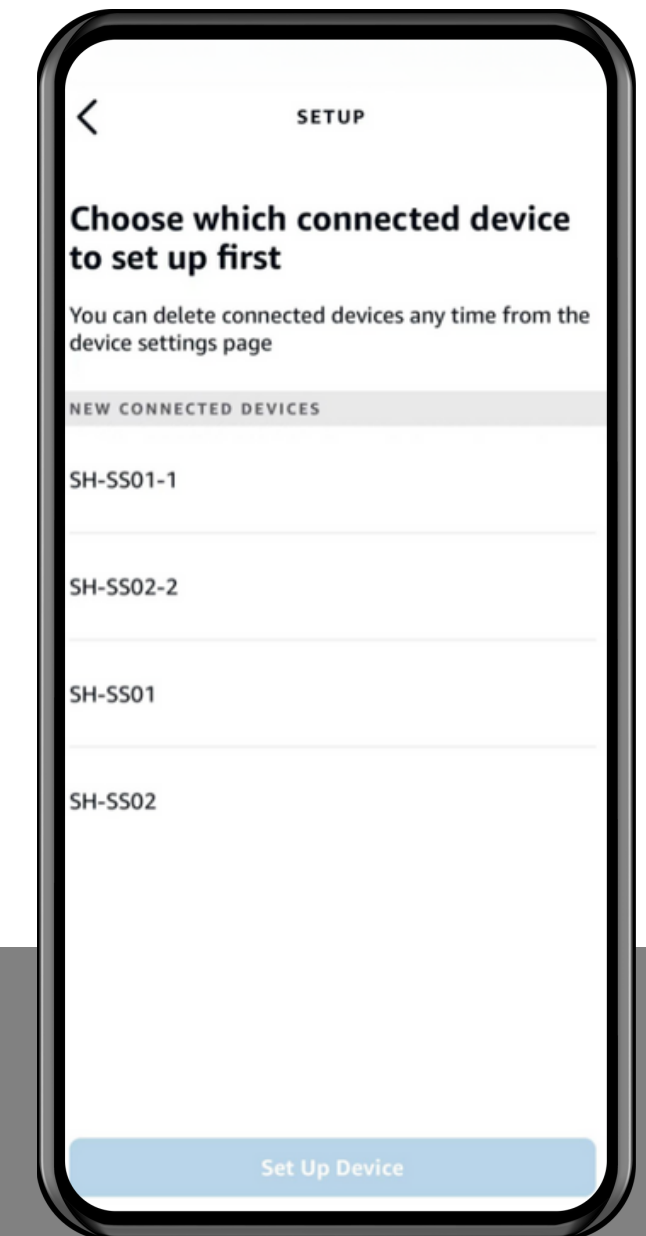 SETUP
Choose which connected device
to set up first
You can delete connected devices any time from the
device settings page
NEW CONNECTED DEVICES
SH-SS01-1
SH-SS02-2
SH-SS01
SH-SS02
Set Up Device